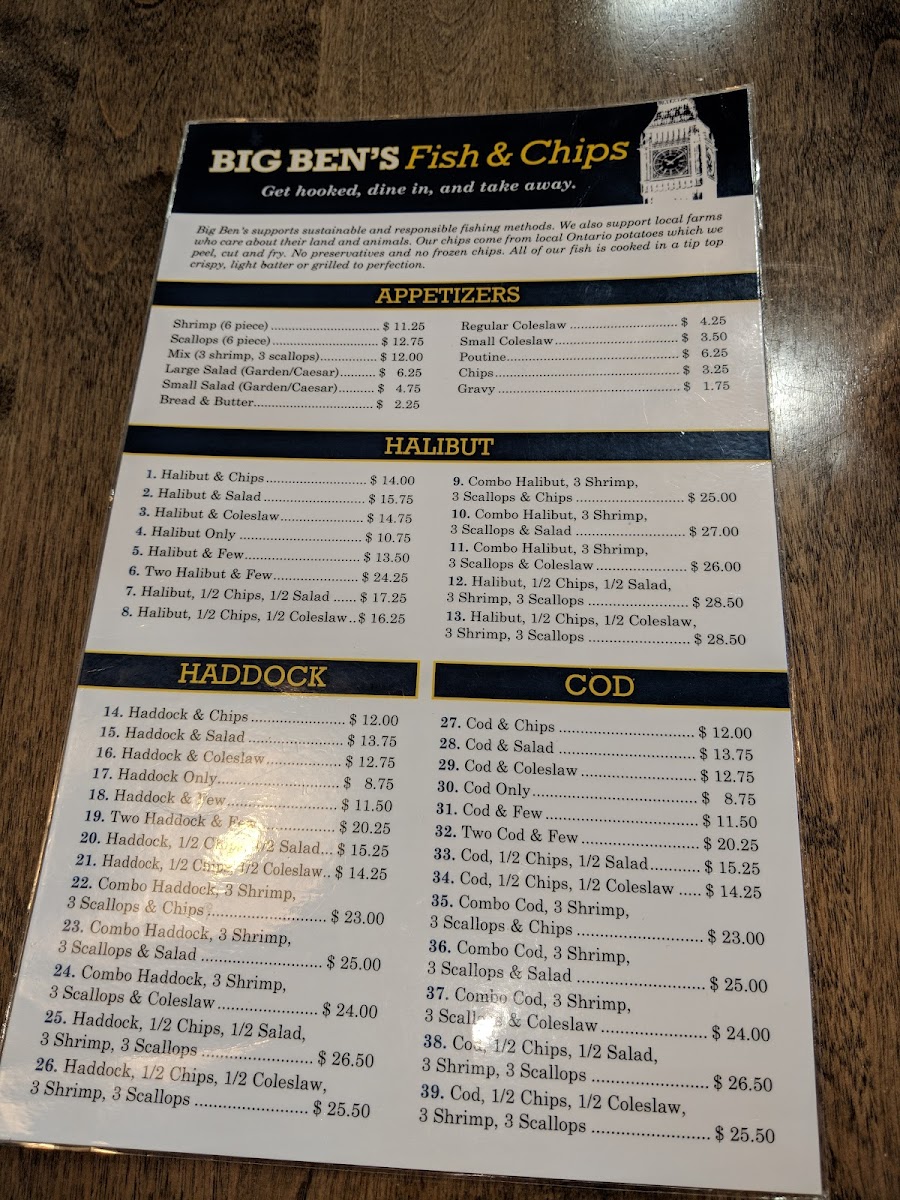 BIG BEN'S Fish & Chips
Get hooked, dine in, and take away.
Big Ben's supports sustainable and responsible fishing methods. We also support local farms
who care about their land and animals. Our chips come from local Ontario potatoes which we
peel, cut and fry. No preservatives and no frozen chips. All of our fish is cooked in a tip top
crispy, light batter or grilled to perfection.
APPETIZERS
Shrimp (6 piece) ............................... $ 11.25
Scallops (6 piece)............................... $ 12.75
Mix (3 shrimp, 3 scallops)................ $ 12.00
Large Salad (Garden/Caesar).......... $ 6.25
Small Salad (Garden/Caesar).......... $ 4.75
Bread & Butter.................................. $ 2.25
Regular Coleslaw ............................... $ 4.25
Small Coleslaw................................... $ 3.50
Poutine................................................ $ 6.25
Chips.................................................... $ 3.25
Gravy ................................................... $ 1.75
HALIBUT
1. Halibut & Chips ............................ $ 14.00
2. Halibut & Salad ............................ $ 15.75
3. Halibut & Coleslaw....................... $ 14.75
4. Halibut Only .................................. $ 10.75
5. Halibut & Few................................ $ 13.50
6. Two Halibut & Few....................... $ 24.25
7. Halibut, 1/2 Chips, 1/2 Salad ...... $ 17.25
8. Halibut, 1/2 Chips, 1/2 Coleslaw.. $ 16.25
9. Combo Halibut, 3 Shrimp,
3 Scallops & Chips ............................ $ 25.00
10. Combo Halibut, 3 Shrimp,
3 Scallops & Salad ............................ $ 27.00
11. Combo Halibut, 3 Shrimp,
3 Scallops & Coleslaw....................... $ 26.00
12. Halibut, 1/2 Chips, 1/2 Salad,
3 Shrimp, 3 Scallops ......................... $ 28.50
13. Halibut, 1/2 Chips, 1/2 Coleslaw,
3 Shrimp, 3 Scallops ......................... $ 28.50
HADDOCK
14. Haddock & Chips ....................... $ 12.00
15. Haddock & Salad ....................... $ 13.75
16. Haddock & Coleslaw.................. $ 12.75
17. Haddock Only............................. $ 8.75
18. Haddock & Few.......................... $ 11.50
19. Two Haddock & Few .................. $ 20.25
20. Haddock, 1/2 Chips, 1/2 Salad... $ 15.25
21. Haddock, 1/2 Chips, 1/2 Coleslaw.. $ 14.25
22. Combo Haddock, 3 Shrimp,
3 Scallops & Chips ............................ $ 23.00
23. Combo Haddock, 3 Shrimp,
3 Scallops & Salad ............................ $ 25.00
24. Combo Haddock, 3 Shrimp,
3 Scallops & Coleslaw ....................... $ 24.00
25. Haddock, 1/2 Chips, 1/2 Salad,
3 Shrimp, 3 Scallops ......................... $ 26.50
26. Haddock, 1/2 Chips, 1/2 Coleslaw,
3 Shrimp, 3 Scallops ......................... $ 25.50
COD
27. Cod & Chips ............................... $ 12.00
28. Cod & Salad ............................... $ 13.75
29. Cod & Coleslaw .......................... $ 12.75
30. Cod Only..................................... $ 8.75
31. Cod & Few................................... $ 11.50
32. Two Cod & Few........................... $ 20.25
33. Cod, 1/2 Chips, 1/2 Salad........... $ 15.25
34. Cod, 1/2 Chips, 1/2 Coleslaw ..... $ 14.25
35. Combo Cod, 3 Shrimp,
3 Scallops & Chips ............................ $ 23.00
36. Combo Cod, 3 Shrimp,
3 Scallops & Salad ............................ $ 25.00
37. Combo Cod, 3 Shrimp,
3 Scallops & Coleslaw ....................... $ 24.00
38. Cod, 1/2 Chips, 1/2 Salad,
3 Shrimp, 3 Scallops ......................... $ 26.50
39. Cod, 1/2 Chips, 1/2 Coleslaw,
3 Shrimp, 3 Scallops ......................... $ 25.50